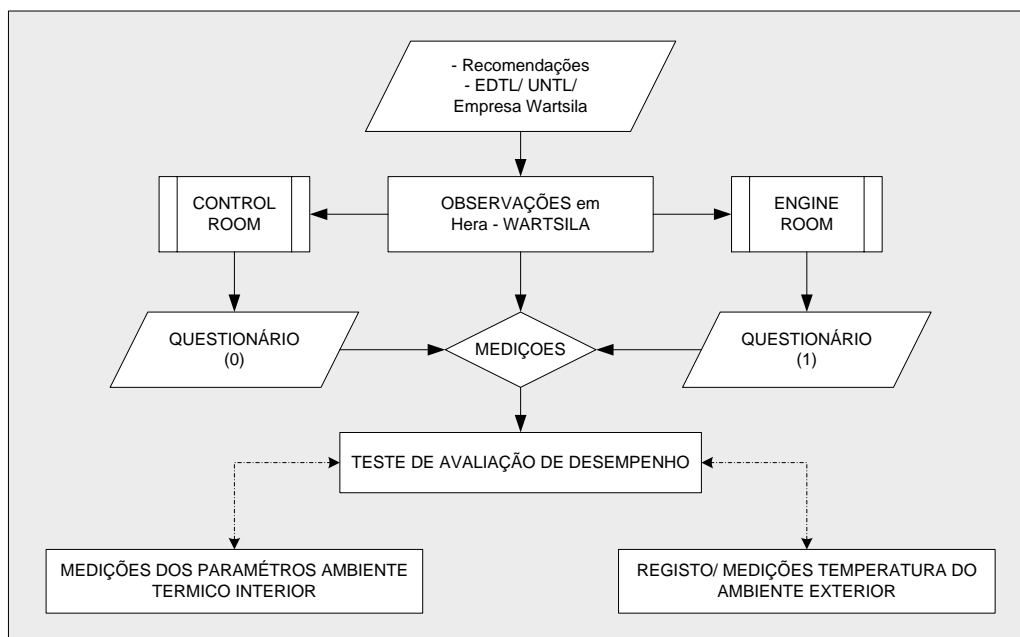 - Recomendações
- EDTL/ UNTL/
Empresa Wartsila
CONTROL
ROOM
OBSERVAÇÕES em
Hera - WARTSILA
ENGINE
ROOM
QUESTIONÁRIO
(0)
MEDIÇOES
QUESTIONÁRIO
(1)
TESTE DE AVALIAÇÃO DE DESEMPENHO
MEDIÇÕES DOS PARAMÉTROS AMBIENTE
TERMICO INTERIOR
REGISTO/ MEDIÇÕES TEMPERATURA DO
AMBIENTE EXTERIOR